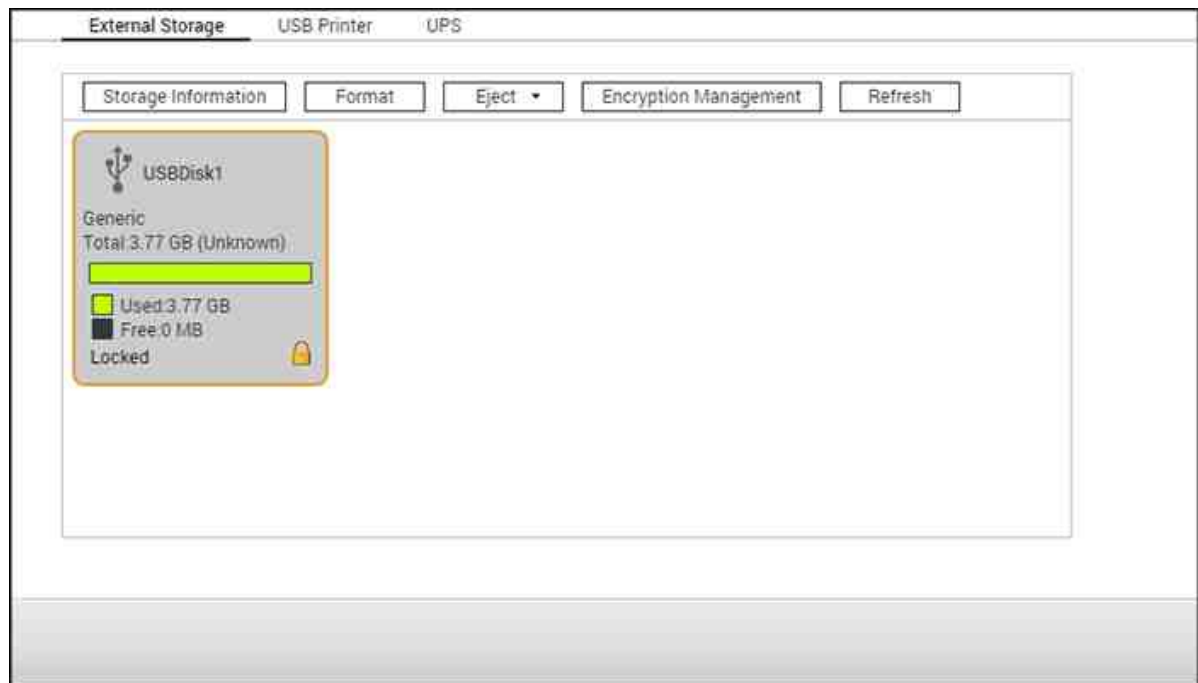 External Storage USB Printer UPS
Storage Information Format Eject Encryption Management Refresh
USBDisk1
Generic
Total:3.77 GB (Unknown)
Used:3.77 GB
Free:0 MB
Locked